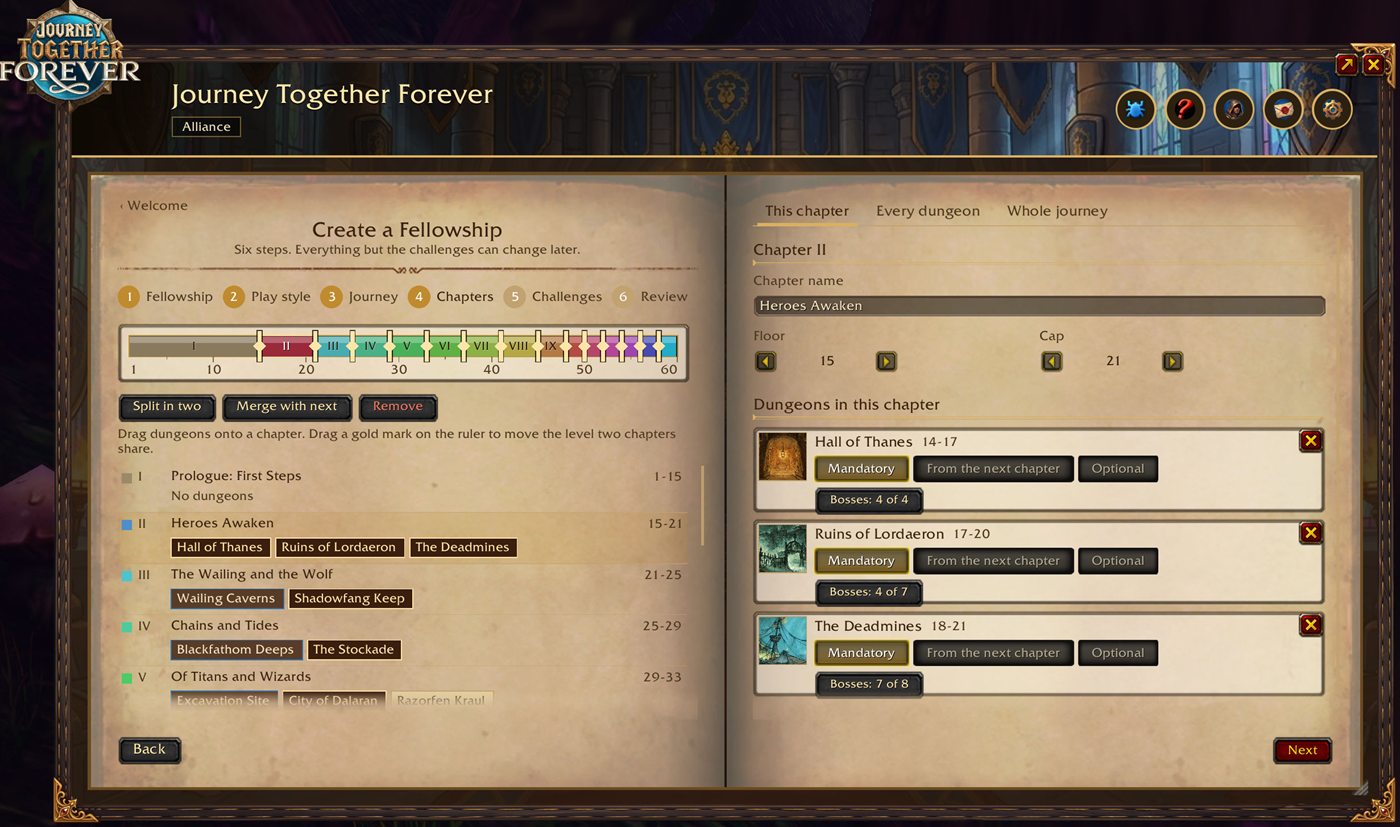 JOURNEY
TOGETHER
FOREVER
Journey Together Forever
Alliance
‹ Welcome
Create a Fellowship
Six steps. Everything but the challenges can change later.
1 Fellowship 2 Play style 3 Journey 4 Chapters 5 Challenges 6 Review
I II III IV V VI VII VIII IX
1 10 20 30 40 50 60
Split in two Merge with next Remove
Drag dungeons onto a chapter. Drag a gold mark on the ruler to move the level two chapters
share.
I Prologue: First Steps 1-15
No dungeons
II Heroes Awaken 15-21
Hall of Thanes Ruins of Lordaeron The Deadmines
III The Wailing and the Wolf 21-25
Wailing Caverns Shadowfang Keep
IV Chains and Tides 25-29
Blackfathom Deeps The Stockade
V Of Titans and Wizards 29-33
Excavation Site City of Dalaran Razorfen Kraul
Back
This chapter Every dungeon Whole journey
Chapter II
Chapter name
Heroes Awaken
Floor Cap
15 21
Dungeons in this chapter
Hall of Thanes 14-17
Mandatory From the next chapter Optional
Bosses: 4 of 4
Ruins of Lordaeron 17-20
Mandatory From the next chapter Optional
Bosses: 4 of 7
The Deadmines 18-21
Mandatory From the next chapter Optional
Bosses: 7 of 8
Next